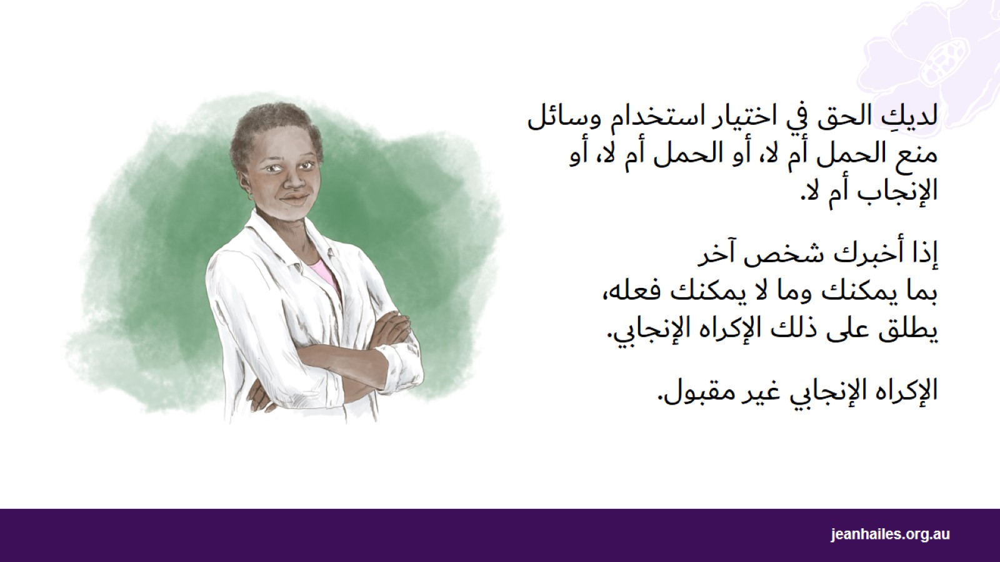 لديكِ الحق في اختيار استخدام وسائل
منع الحمل أم لا، أو الحمل أم لا، أو
الإنجاب أم لا.
إذا أخبرك شخص آخر
بما يمكنك وما لا يمكنك فعله،
يطلق على ذلك الإكراه الإنجابي.
الإكراه الإنجابي غير مقبول.
jeanhailes.org.au